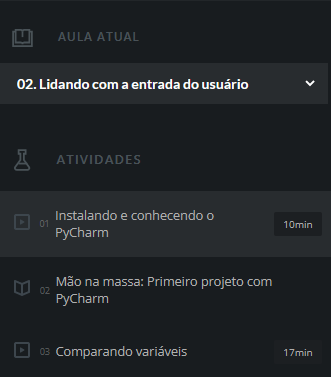 AULA ATUAL
02. Lidando com a entrada do usuário
ATIVIDADES
01 Instalando e conhecendo o
PyCharm
10min
02 Mão na massa: Primeiro projeto com
PyCharm
03 Comparando variáveis 17min